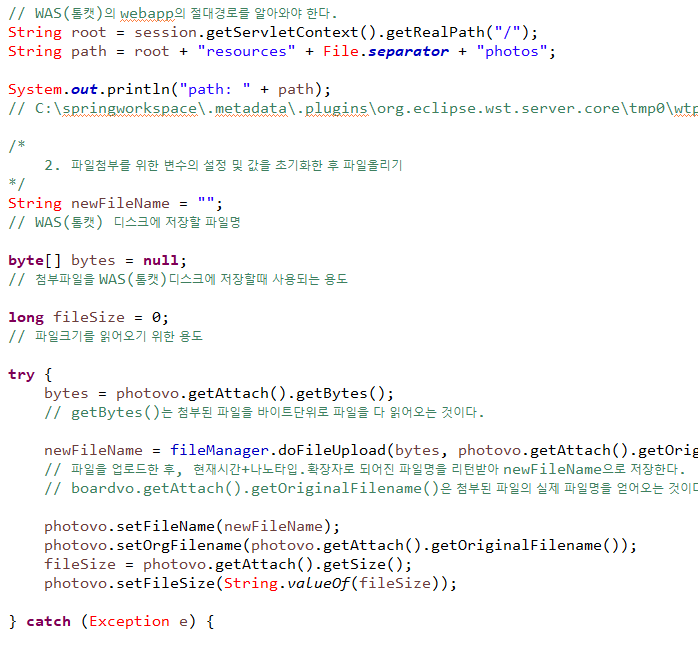 // WAS(톰캣)의 webapp의 절대경로를 알아와야 한다.
String root = session.getServletContext().getRealPath("/");
String path = root + "resources" + File.separator + "photos";
System.out.println("path: " + path);
// C:\springworkspace\.metadata\.plugins\org.eclipse.wst.server.core\tmp0\wtp
/*
2. 파일첨부를 위한 변수의 설정 및 값을 초기화한 후 파일올리기
*/
String newFileName = "";
// WAS(톰캣) 디스크에 저장할 파일명
byte[] bytes = null;
// 첨부파일을 WAS(톰캣)디스크에 저장할때 사용되는 용도
long fileSize = 0;
// 파일크기를 읽어오기 위한 용도
try {
bytes = photovo.getAttach().getBytes();
// getBytes()는 첨부된 파일을 바이트단위로 파일을 다 읽어오는 것이다.
newFileName = fileManager.doFileUpload(bytes, photovo.getAttach().getOrig
// 파일을 업로드한 후, 현재시간+나노타임.확장자로 되어진 파일명을 리턴받아 newFileName으로 저장한다.
// boardvo.getAttach().getOriginalFilename()은 첨부된 파일의 실제 파일명을 얻어오는 것이다
photovo.setFileName(newFileName);
photovo.setOrgFilename(photovo.getAttach().getOriginalFilename());
fileSize = photovo.getAttach().getSize();
photovo.setFileSize(String.valueOf(fileSize));
} catch (Exception e) {